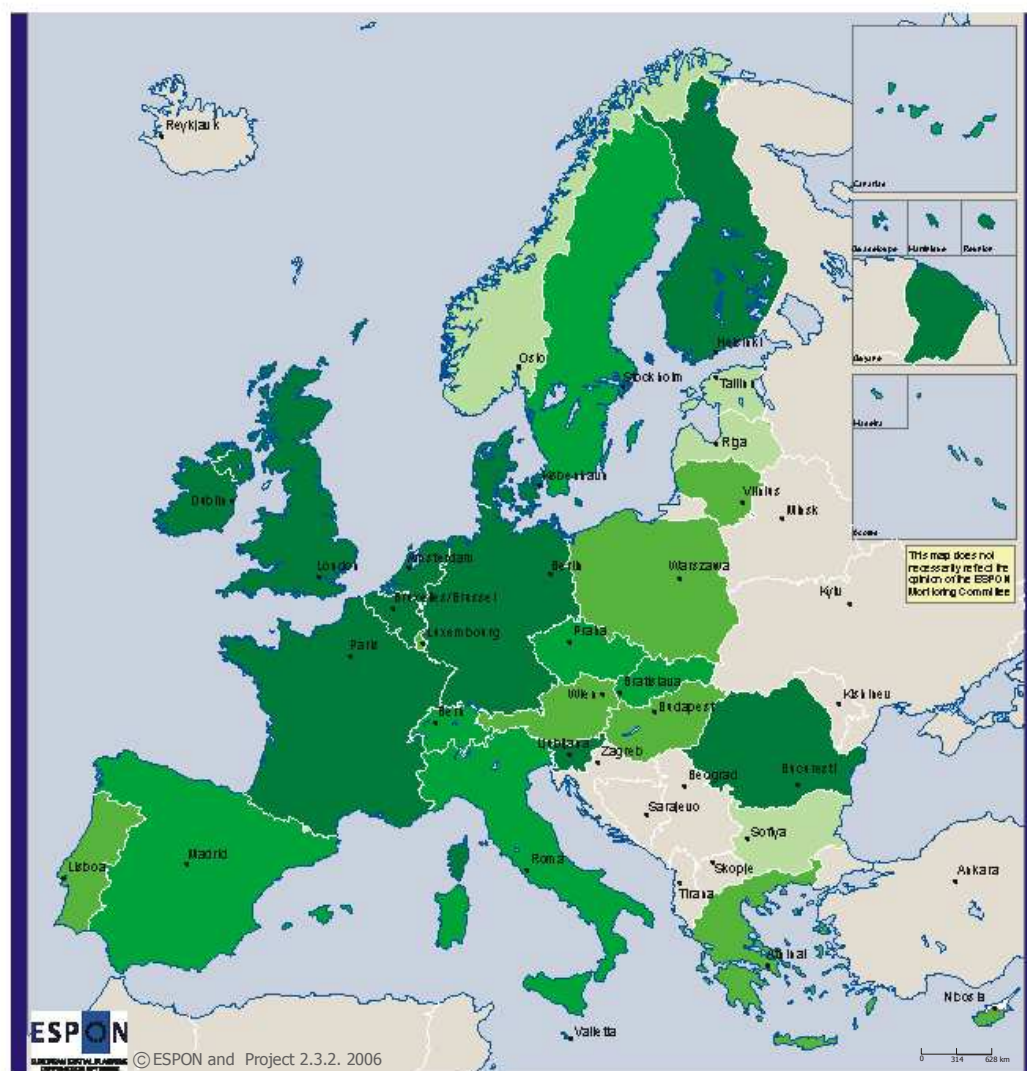 Reykjavik
Canarias
Guadeloupe
Martinique
Reunion
Guyane
Helsinki
Oslo
Tallinn
Stockholm
Madeira
Riga
København
Dublin
Vilnius
Minsk
Acores
This map does not
necessarily reflect the
opinion of the ESPON
Monitoring Committee
Amsterdam
Berlin
London
Warszawa
Bruxelles/Brussel
Kyiv
Luxembourg
Praha
Paris
Bratislava
Wien
Kishinev
Budapest
Bern
Ljubljana
Zagreb
Bucuresti
Beograd
Sarajevo
Sofiya
Madrid
Skopje
Lisboa
Roma
Ankara
Tirana
Athinai
Nicosia
Valletta
ESPON
© ESPON and Project 2.3.2. 2006
0 314 628 km